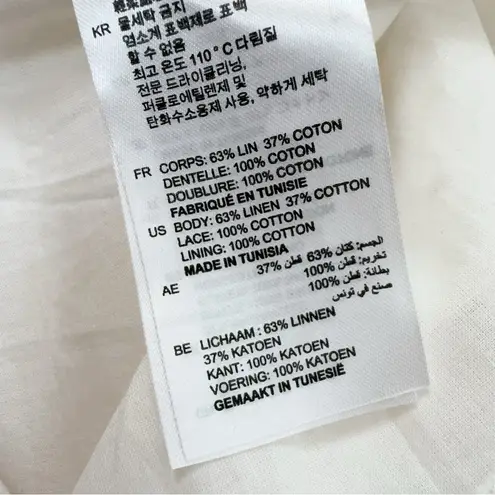 KR 물세탁 금지
염소계 표백제로 표백
할 수 없음
최고 온도 110°C 다림질
전문 드라이클리닝,
퍼클로에틸렌제 및
탄화수소용제 사용, 약하게 세탁
FR CORPS: 63% LIN 37% COTON
DENTELLE: 100% COTON
DOUBLURE: 100% COTON
FABRIQUÉ EN TUNISIE
US BODY: 63% LINEN 37% COTTON
LACE: 100% COTTON
LINING: 100% COTTON
MADE IN TUNISIA
AE الجسم: كتان %63 قطن %37
تخريم: قطن %100
بطانة: قطن %100
صنع في تونس
BE LICHAAM : 63% LINNEN
37% KATOEN
KANT: 100% KATOEN
VOERING: 100% KATOEN
GEMAAKT IN TUNESIË